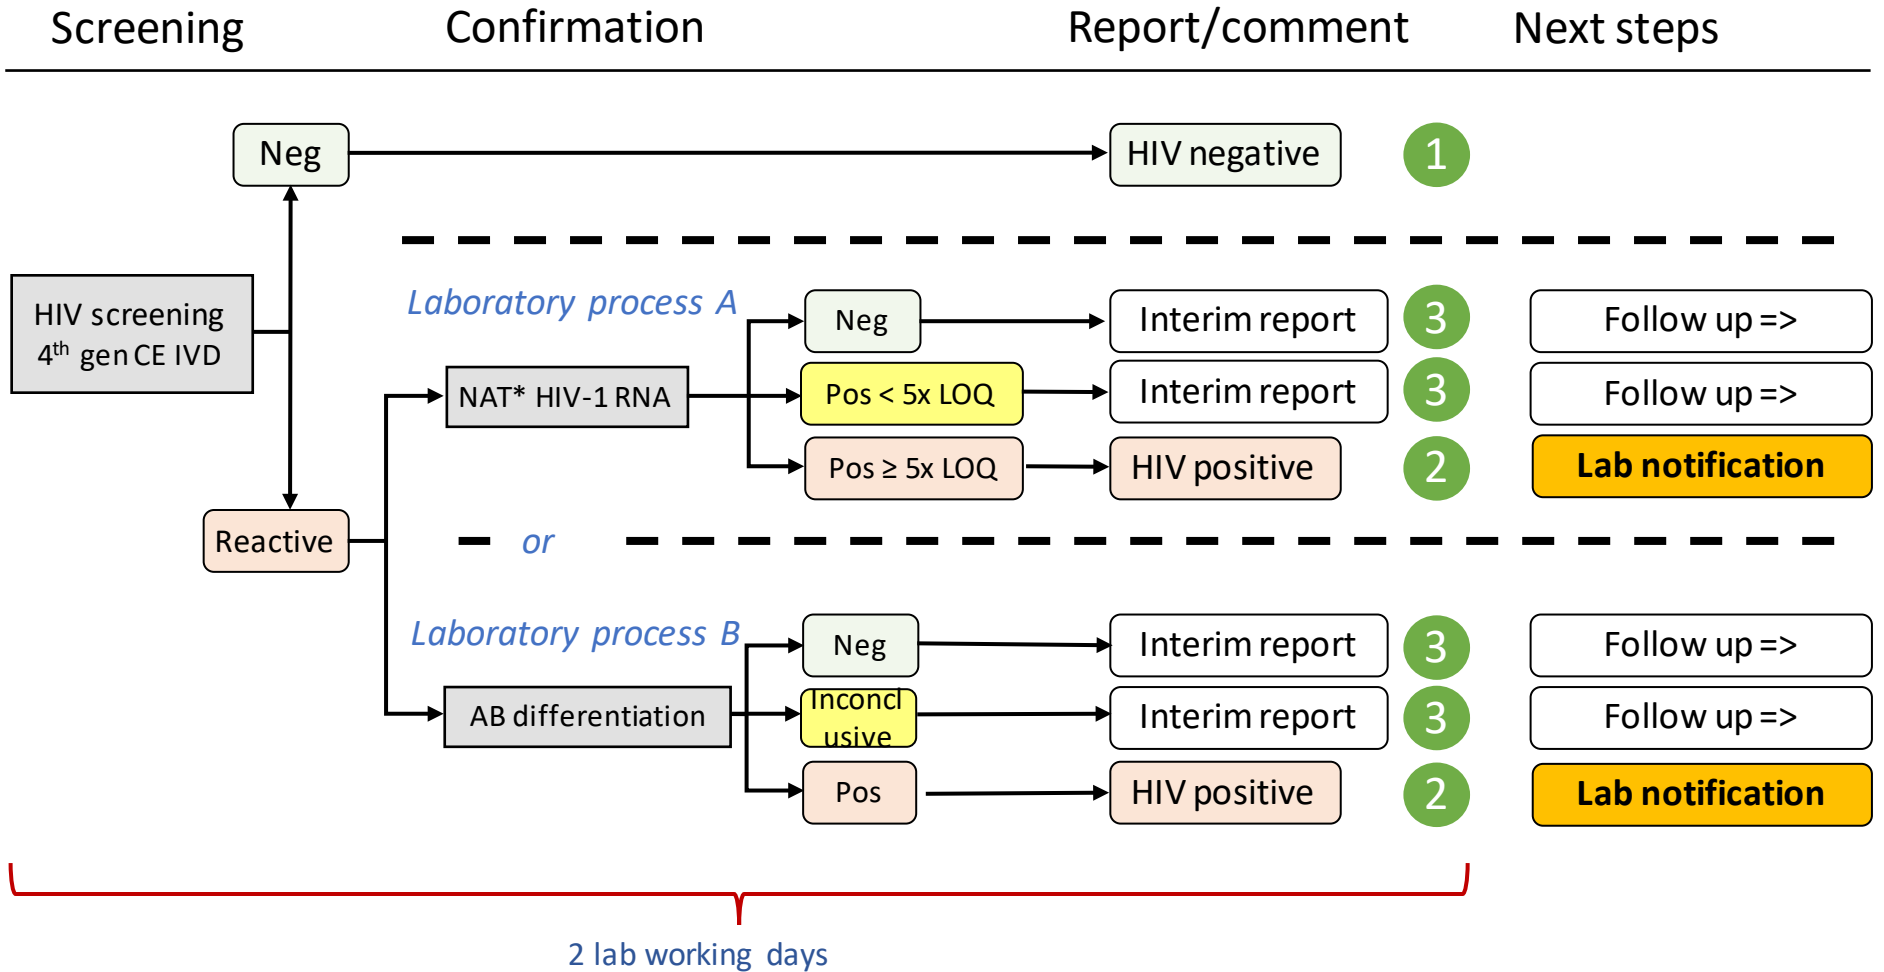 Screening
Confirmation
Report/comment
Next steps
Neg
HIV negative
1
HIV screening
4th gen CE IVD
Laboratory process A
Neg
Interim report
3
Follow up =>
NAT* HIV-1 RNA
Pos < 5x LOQ
Interim report
3
Follow up =>
Pos ≥ 5x LOQ
HIV positive
2
Lab notification
Reactive
or
Laboratory process B
Neg
Interim report
3
Follow up =>
AB differentiation
Inconcl
usive
Interim report
3
Follow up =>
Pos
HIV positive
2
Lab notification
2 lab working days